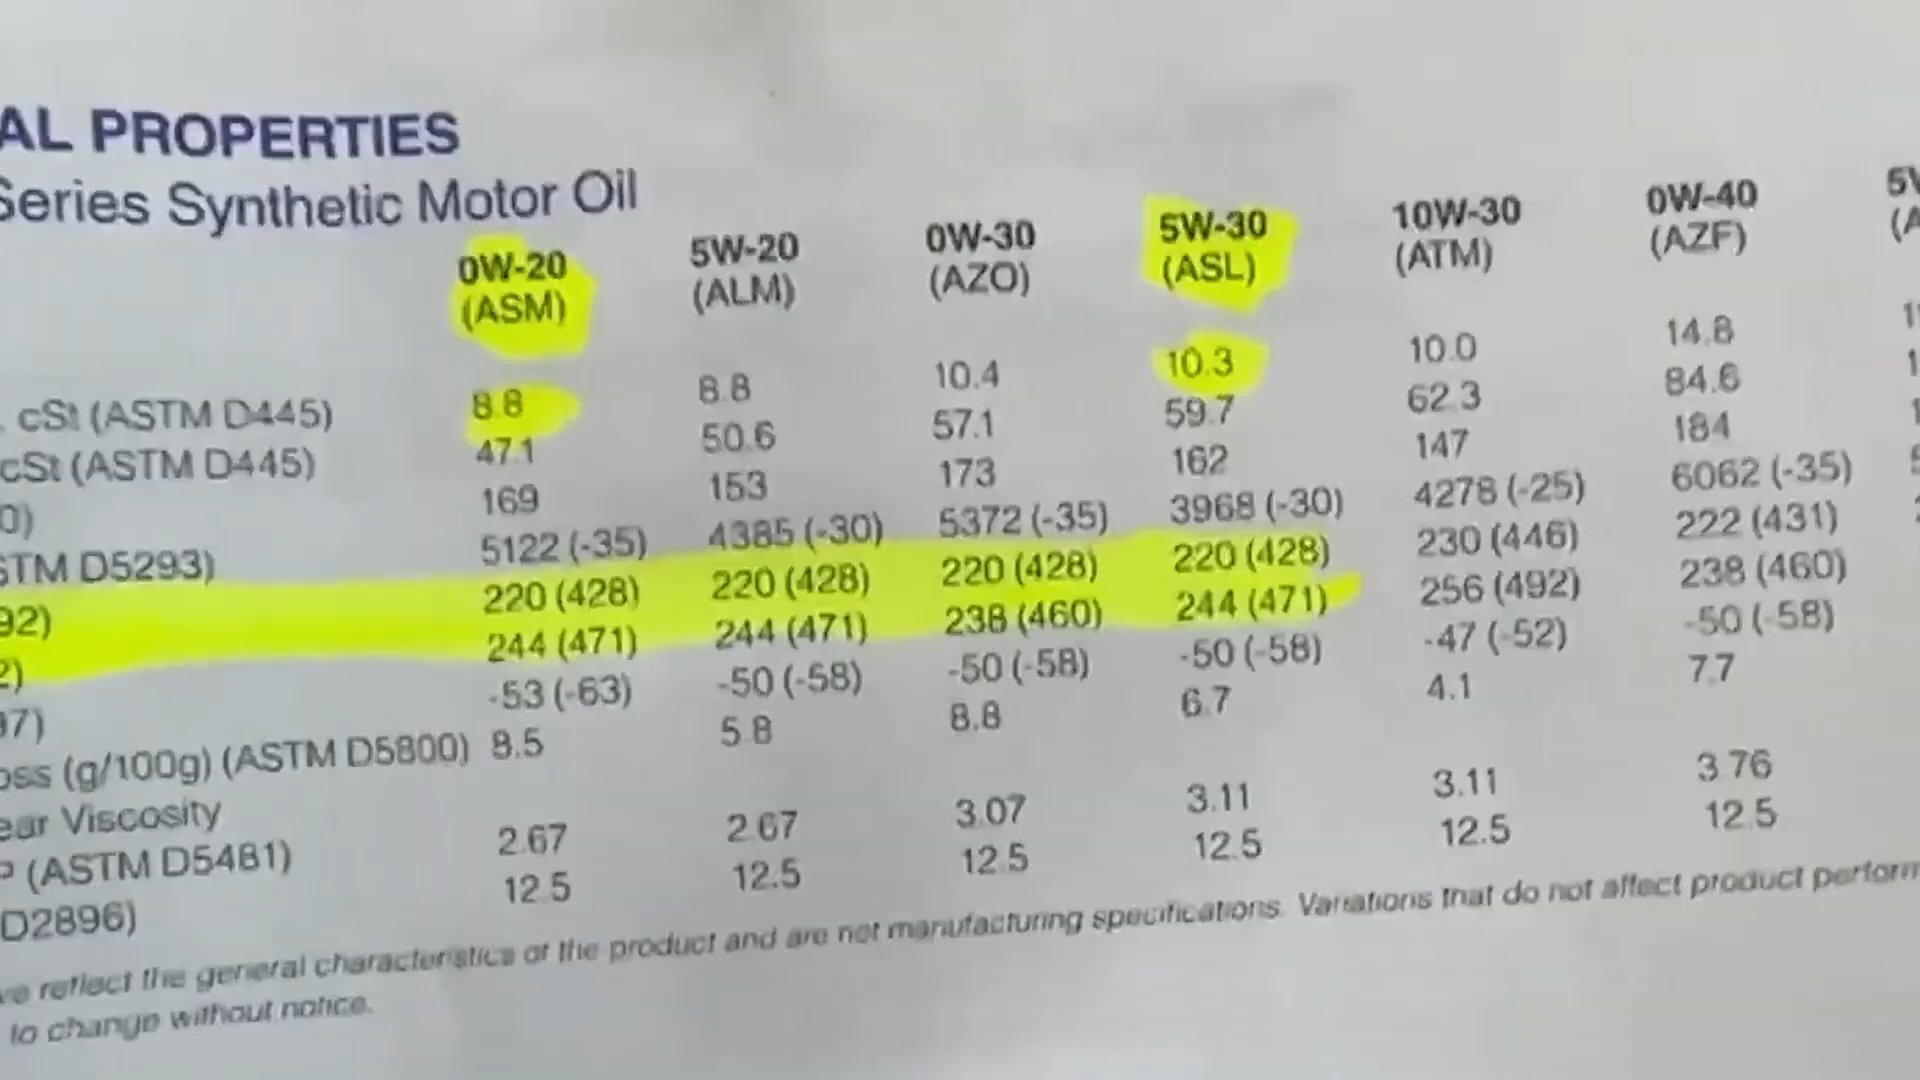 AL PROPERTIES
Series Synthetic Motor Oil
0W-20 5W-20 0W-30 5W-30 10W-30 0W-40 5
(ASM) (ALM) (AZO) (ASL) (ATM) (AZF) (A
cSt (ASTM D445) 8.8 8.8 10.4 10.3 10.0 14.8 1
cSt (ASTM D445) 47.1 50.6 57.1 59.7 62.3 84.6 1
0) 169 153 173 162 147 184 1
STM D5293) 5122 (-35) 4385 (-30) 5372 (-35) 3968 (-30) 4278 (-25) 6062 (-35)
92) 220 (428) 220 (428) 220 (428) 220 (428) 230 (446) 222 (431)
2) 244 (471) 244 (471) 238 (460) 244 (471) 256 (492) 238 (460)
97) -53 (-63) -50 (-58) -50 (-58) -50 (-58) -47 (-52) -50 (-58)
oss (g/100g) (ASTM D5800) 8.5 5.8 8.8 6.7 4.1 7.7
ear Viscosity
P (ASTM D5481) 2.67 2.67 3.07 3.11 3.11 3.76
D2896) 12.5 12.5 12.5 12.5 12.5 12.5
ve reflect the general characteristics of the product and are not manufacturing specifications. Variations that do not affect product perform
to change without notice.